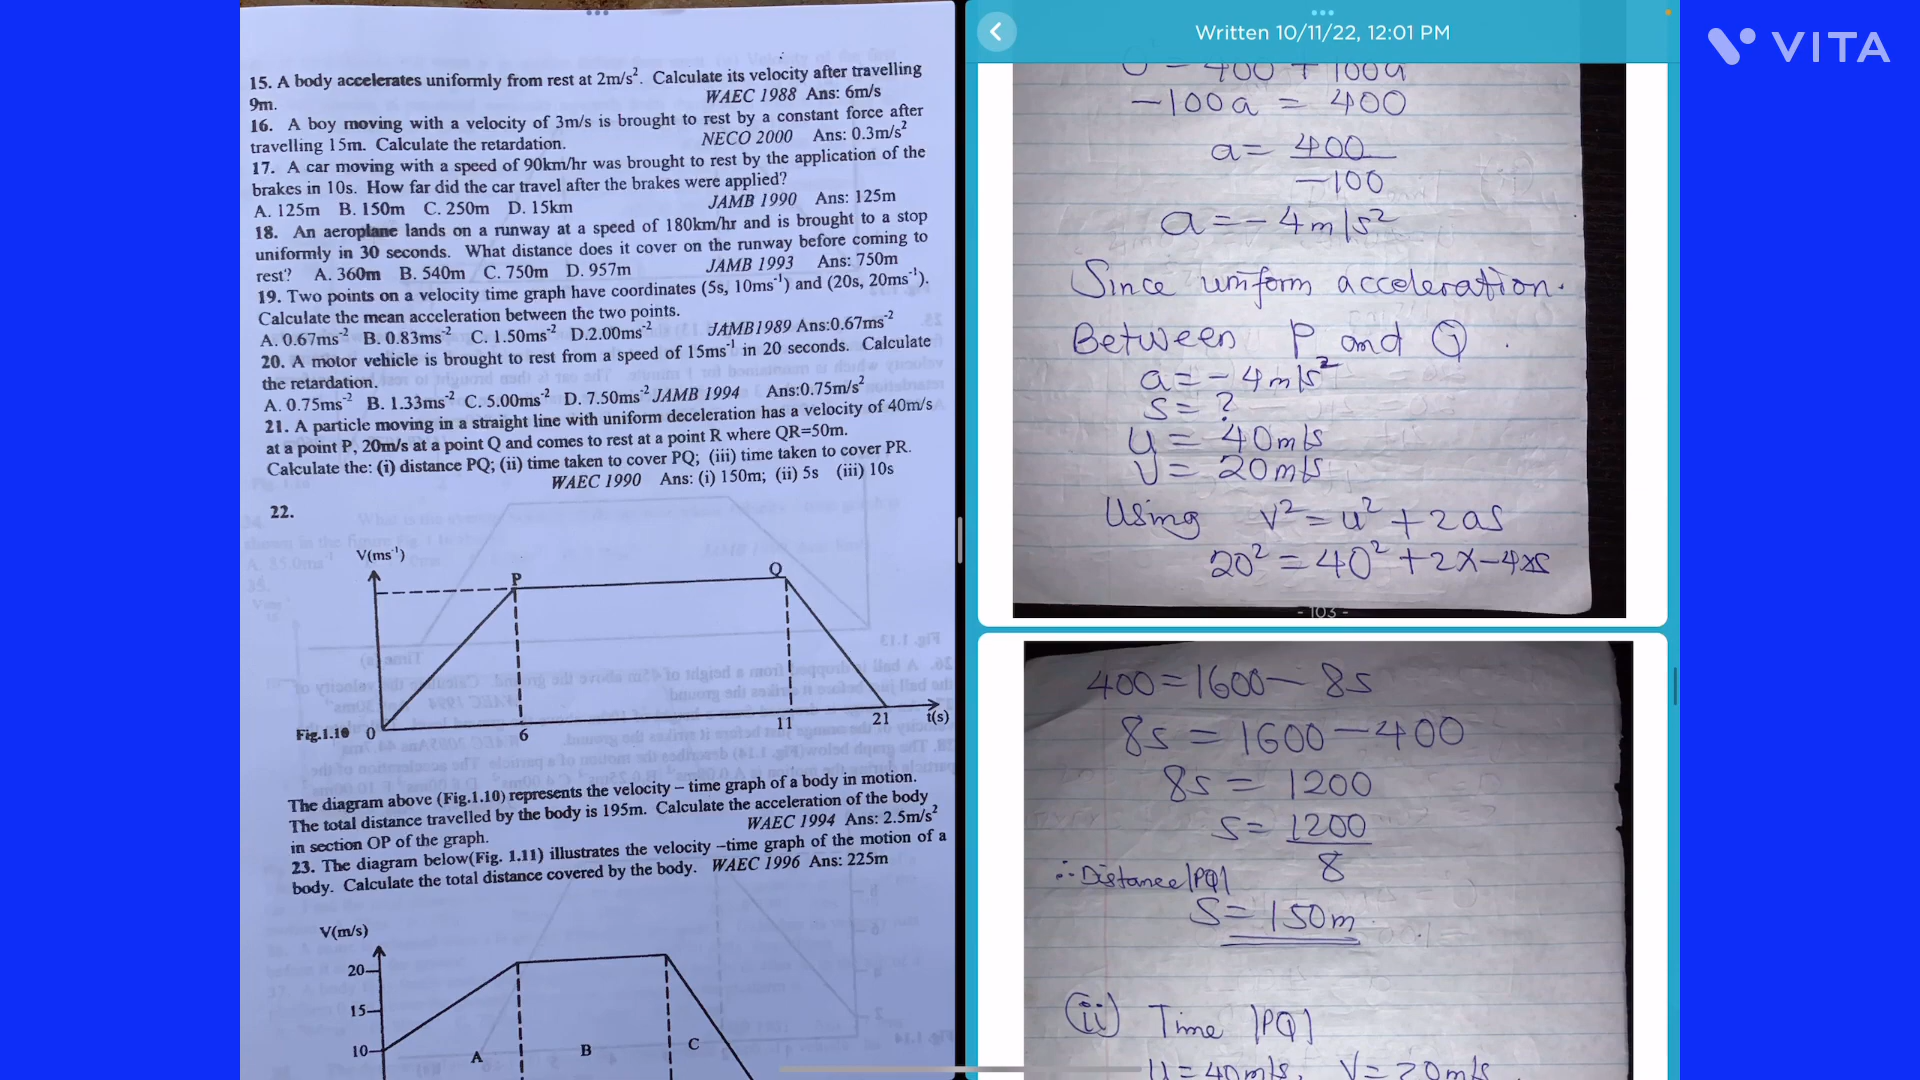 15. A body accelerates uniformly from rest at 2m/s². Calculate its velocity after travelling
9m. WAEC 1988 Ans: 6m/s
16. A boy moving with a velocity of 3m/s is brought to rest by a constant force after
travelling 15m. Calculate the retardation. NECO 2000 Ans: 0.3m/s²
17. A car moving with a speed of 90km/hr was brought to rest by the application of the
brakes in 10s. How far did the car travel after the brakes were applied?
A. 125m B. 150m C. 250m D. 15km JAMB 1990 Ans: 125m
18. An aeroplane lands on a runway at a speed of 180km/hr and is brought to a stop
uniformly in 30 seconds. What distance does it cover on the runway before coming to
rest? A. 360m B. 540m C. 750m D. 957m JAMB 1993 Ans: 750m
19. Two points on a velocity time graph have coordinates (5s, 10ms⁻¹) and (20s, 20ms⁻¹).
Calculate the mean acceleration between the two points.
A. 0.67ms⁻² B. 0.83ms⁻² C. 1.50ms⁻² D.2.00ms⁻² JAMB1989 Ans:0.67ms⁻²
20. A motor vehicle is brought to rest from a speed of 15ms⁻¹ in 20 seconds. Calculate
the retardation.
A. 0.75ms⁻² B. 1.33ms⁻² C. 5.00ms⁻² D. 7.50ms⁻² JAMB 1994 Ans:0.75m/s²
21. A particle moving in a straight line with uniform deceleration has a velocity of 40m/s
at a point P, 20m/s at a point Q and comes to rest at a point R where QR=50m.
Calculate the: (i) distance PQ; (ii) time taken to cover PQ; (iii) time taken to cover PR.
WAEC 1990 Ans: (i) 150m; (ii) 5s (iii) 10s
22.
V(ms⁻¹)
P
Q
Fig.1.10 0
6
11
21
t(s)
The diagram above (Fig.1.10) represents the velocity – time graph of a body in motion.
The total distance travelled by the body is 195m. Calculate the acceleration of the body
in section OP of the graph. WAEC 1994 Ans: 2.5m/s²
23. The diagram below(Fig. 1.11) illustrates the velocity –time graph of the motion of a
body. Calculate the total distance covered by the body. WAEC 1996 Ans: 225m
V(m/s)
20
15
10
A
B
C
Written 10/11/22, 12:01 PM
-100a = 400
a = 400
-100
a = -4m/s²
Since uniform acceleration.
Between P and Q.
a = -4m/s²
s = ?
u = 40m/s
v = 20m/s
Using v² = u² + 2as
20² = 40² + 2x-4xs
- 103 -
400 = 1600 - 8s
8s = 1600 - 400
8s = 1200
s = 1200
8
∴ Distance |PQ|
S = 150m
(ii) Time |PQ|
u = 40m/s, v = 20m/s
VITA